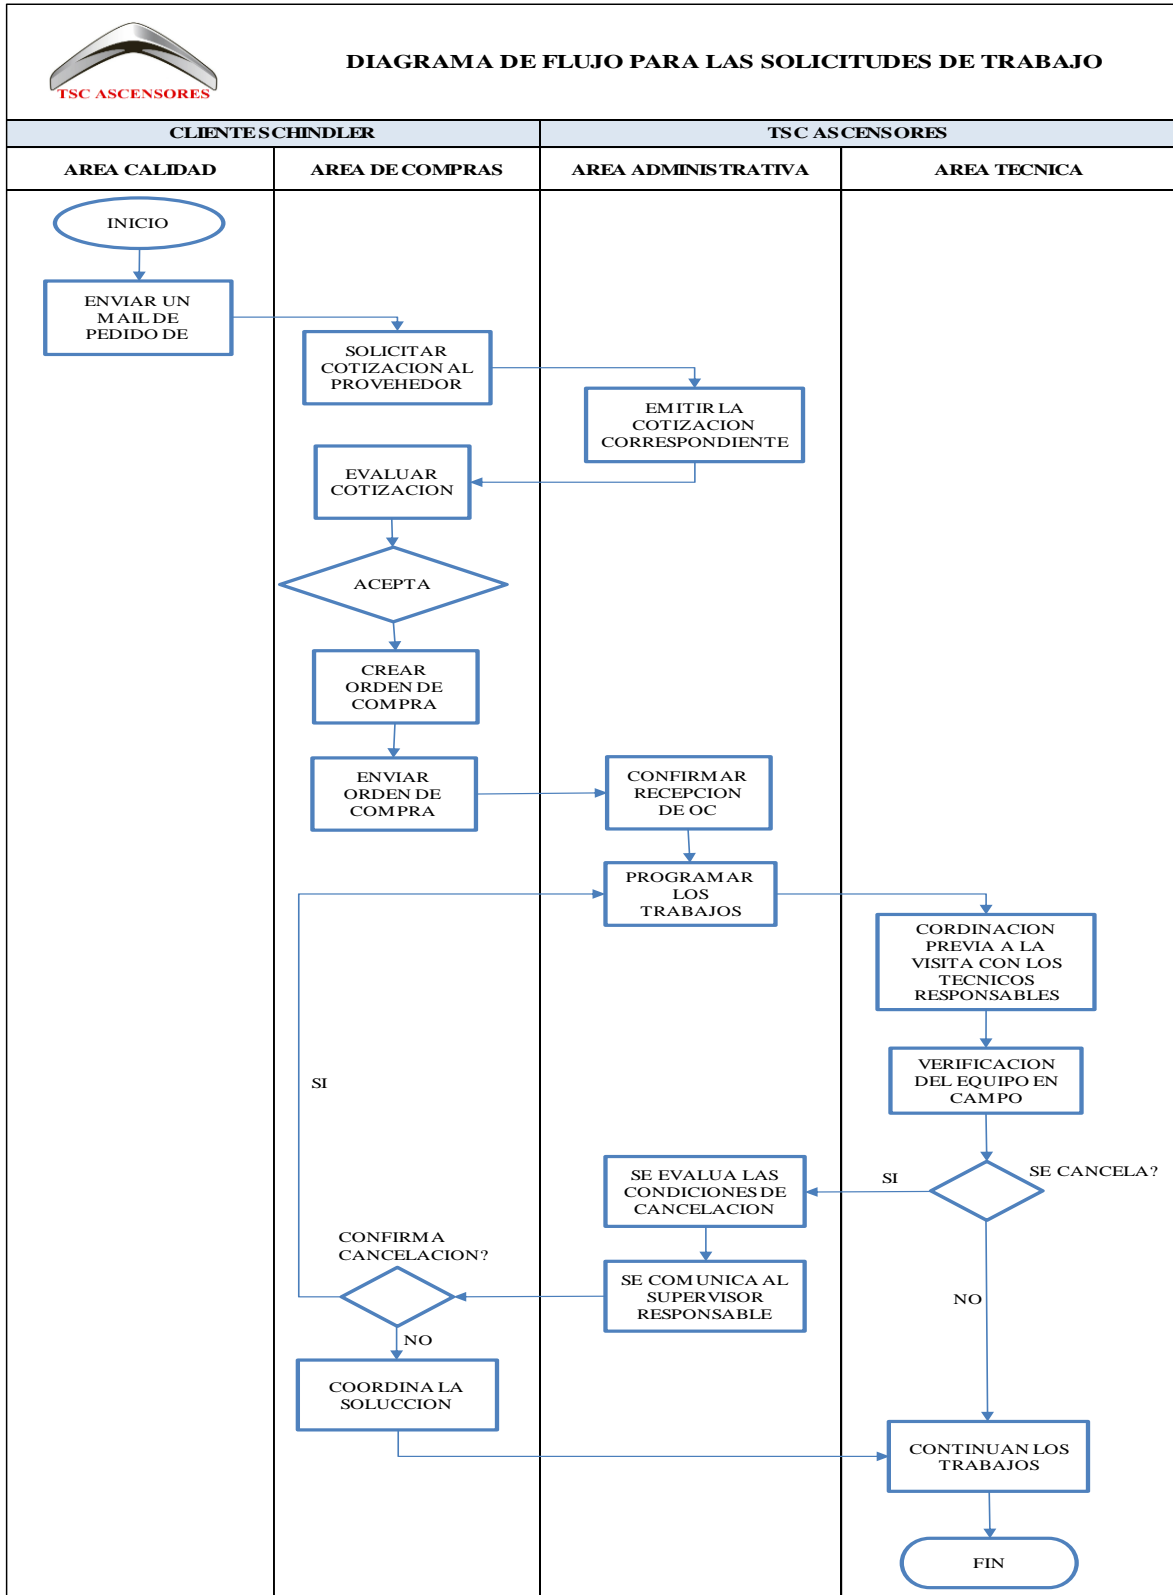 TSC ASCENSORES
DIAGRAMA DE FLUJO PARA LAS SOLICITUDES DE TRABAJO
CLIENTE SCHINDLER
TSC ASCENSORES
AREA CALIDAD
AREA DE COMPRAS
AREA ADMINISTRATIVA
AREA TECNICA
INICIO
ENVIAR UN
MAIL DE
PEDIDO DE
SOLICITAR
COTIZACION AL
PROVEHEDOR
EMITIR LA
COTIZACION
CORRESPONDIENTE
EVALUAR
COTIZACION
ACEPTA
CREAR
ORDEN DE
COMPRA
ENVIAR
ORDEN DE
COMPRA
CONFIRMAR
RECEPCION
DE OC
PROGRAMAR
LOS
TRABAJOS
CORDINACION
PREVIA A LA
VISITA CON LOS
TECNICOS
RESPONSABLES
VERIFICACION
DEL EQUIPO EN
CAMPO
SE CANCELA?
SI
NO
SE EVALUA LAS
CONDICIONES DE
CANCELACION
SE COMUNICA AL
SUPERVISOR
RESPONSABLE
CONFIRMA
CANCELACION?
SI
NO
COORDINA LA
SOLUCCION
CONTINUAN LOS
TRABAJOS
FIN